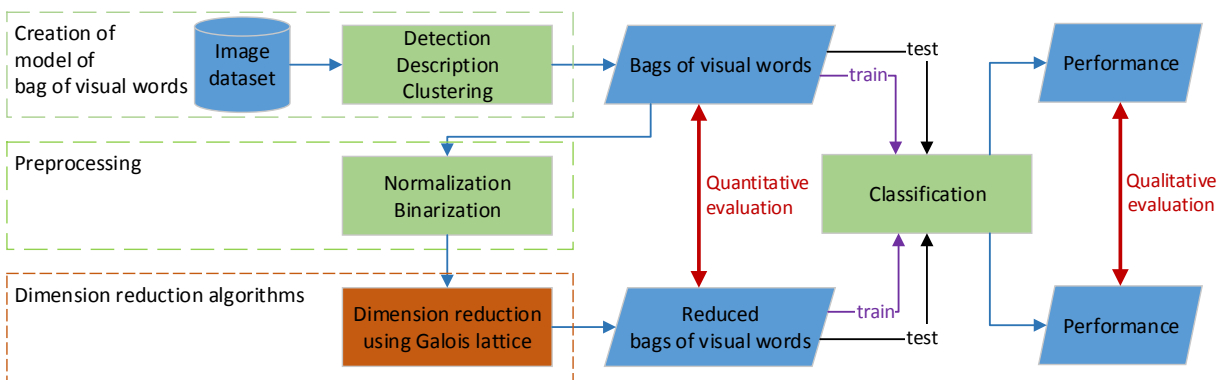 Creation of
model of
bag of visual words
Image
dataset
Detection
Description
Clustering
Bags of visual words
test
train
Performance
Preprocessing
Normalization
Binarization
Quantitative
evaluation
Classification
Qualitative
evaluation
Dimension reduction algorithms
Dimension reduction
using Galois lattice
Reduced
bags of visual words
train
test
Performance